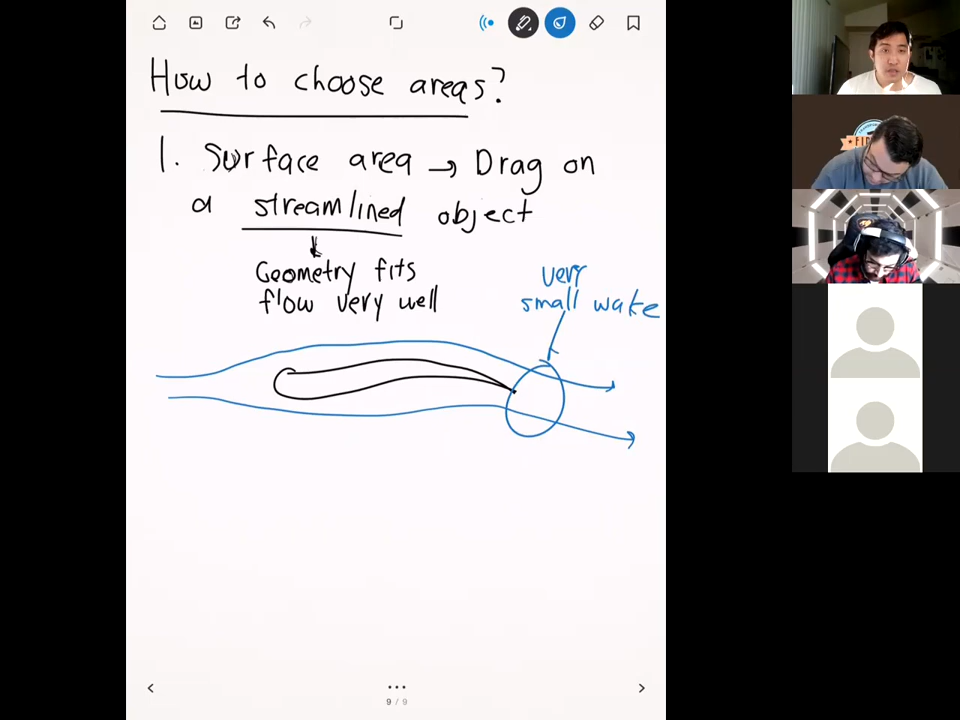 How to choose areas?
1. Surface area → Drag on
a streamlined object
Geometry fits
flow very well
very
small wake
9 / 9